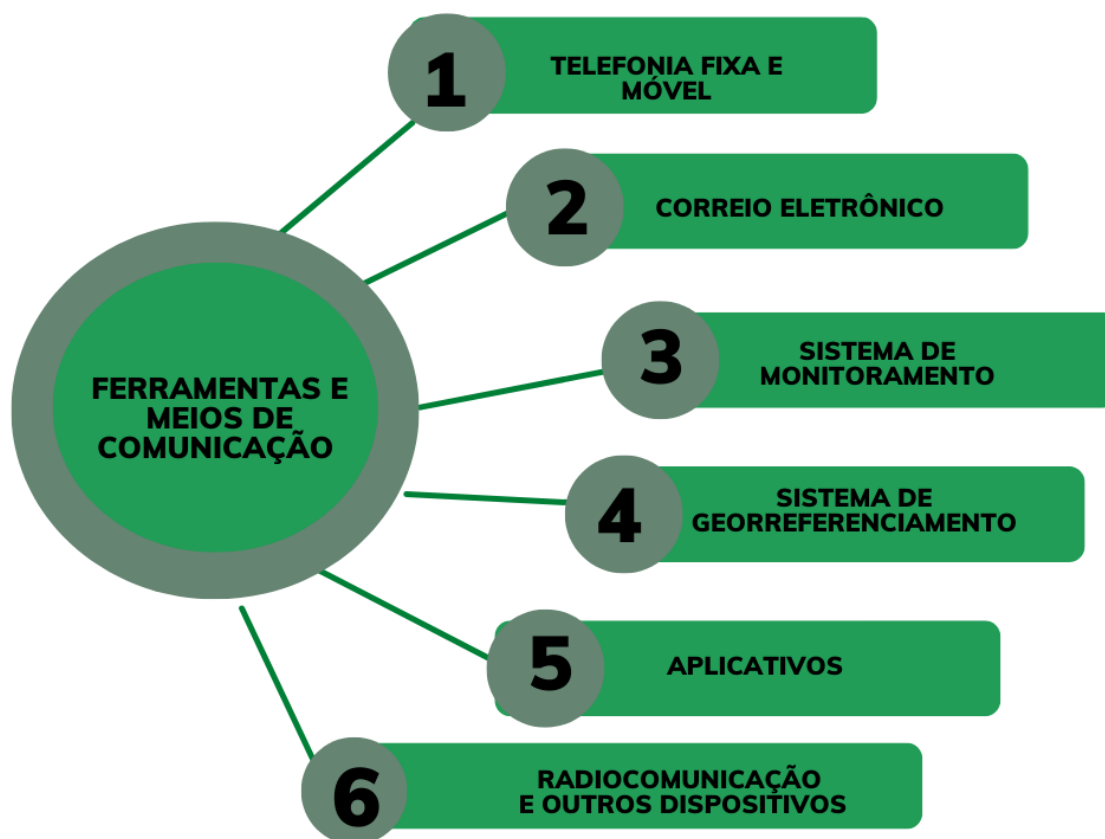 FERRAMENTAS E
MEIOS DE
COMUNICAÇÃO
1
TELEFONIA FIXA E
MÓVEL
2
CORREIO ELETRÔNICO
3
SISTEMA DE
MONITORAMENTO
4
SISTEMA DE
GEORREFERENCIAMENTO
5
APLICATIVOS
6
RADIOCOMUNICAÇÃO
E OUTROS DISPOSITIVOS